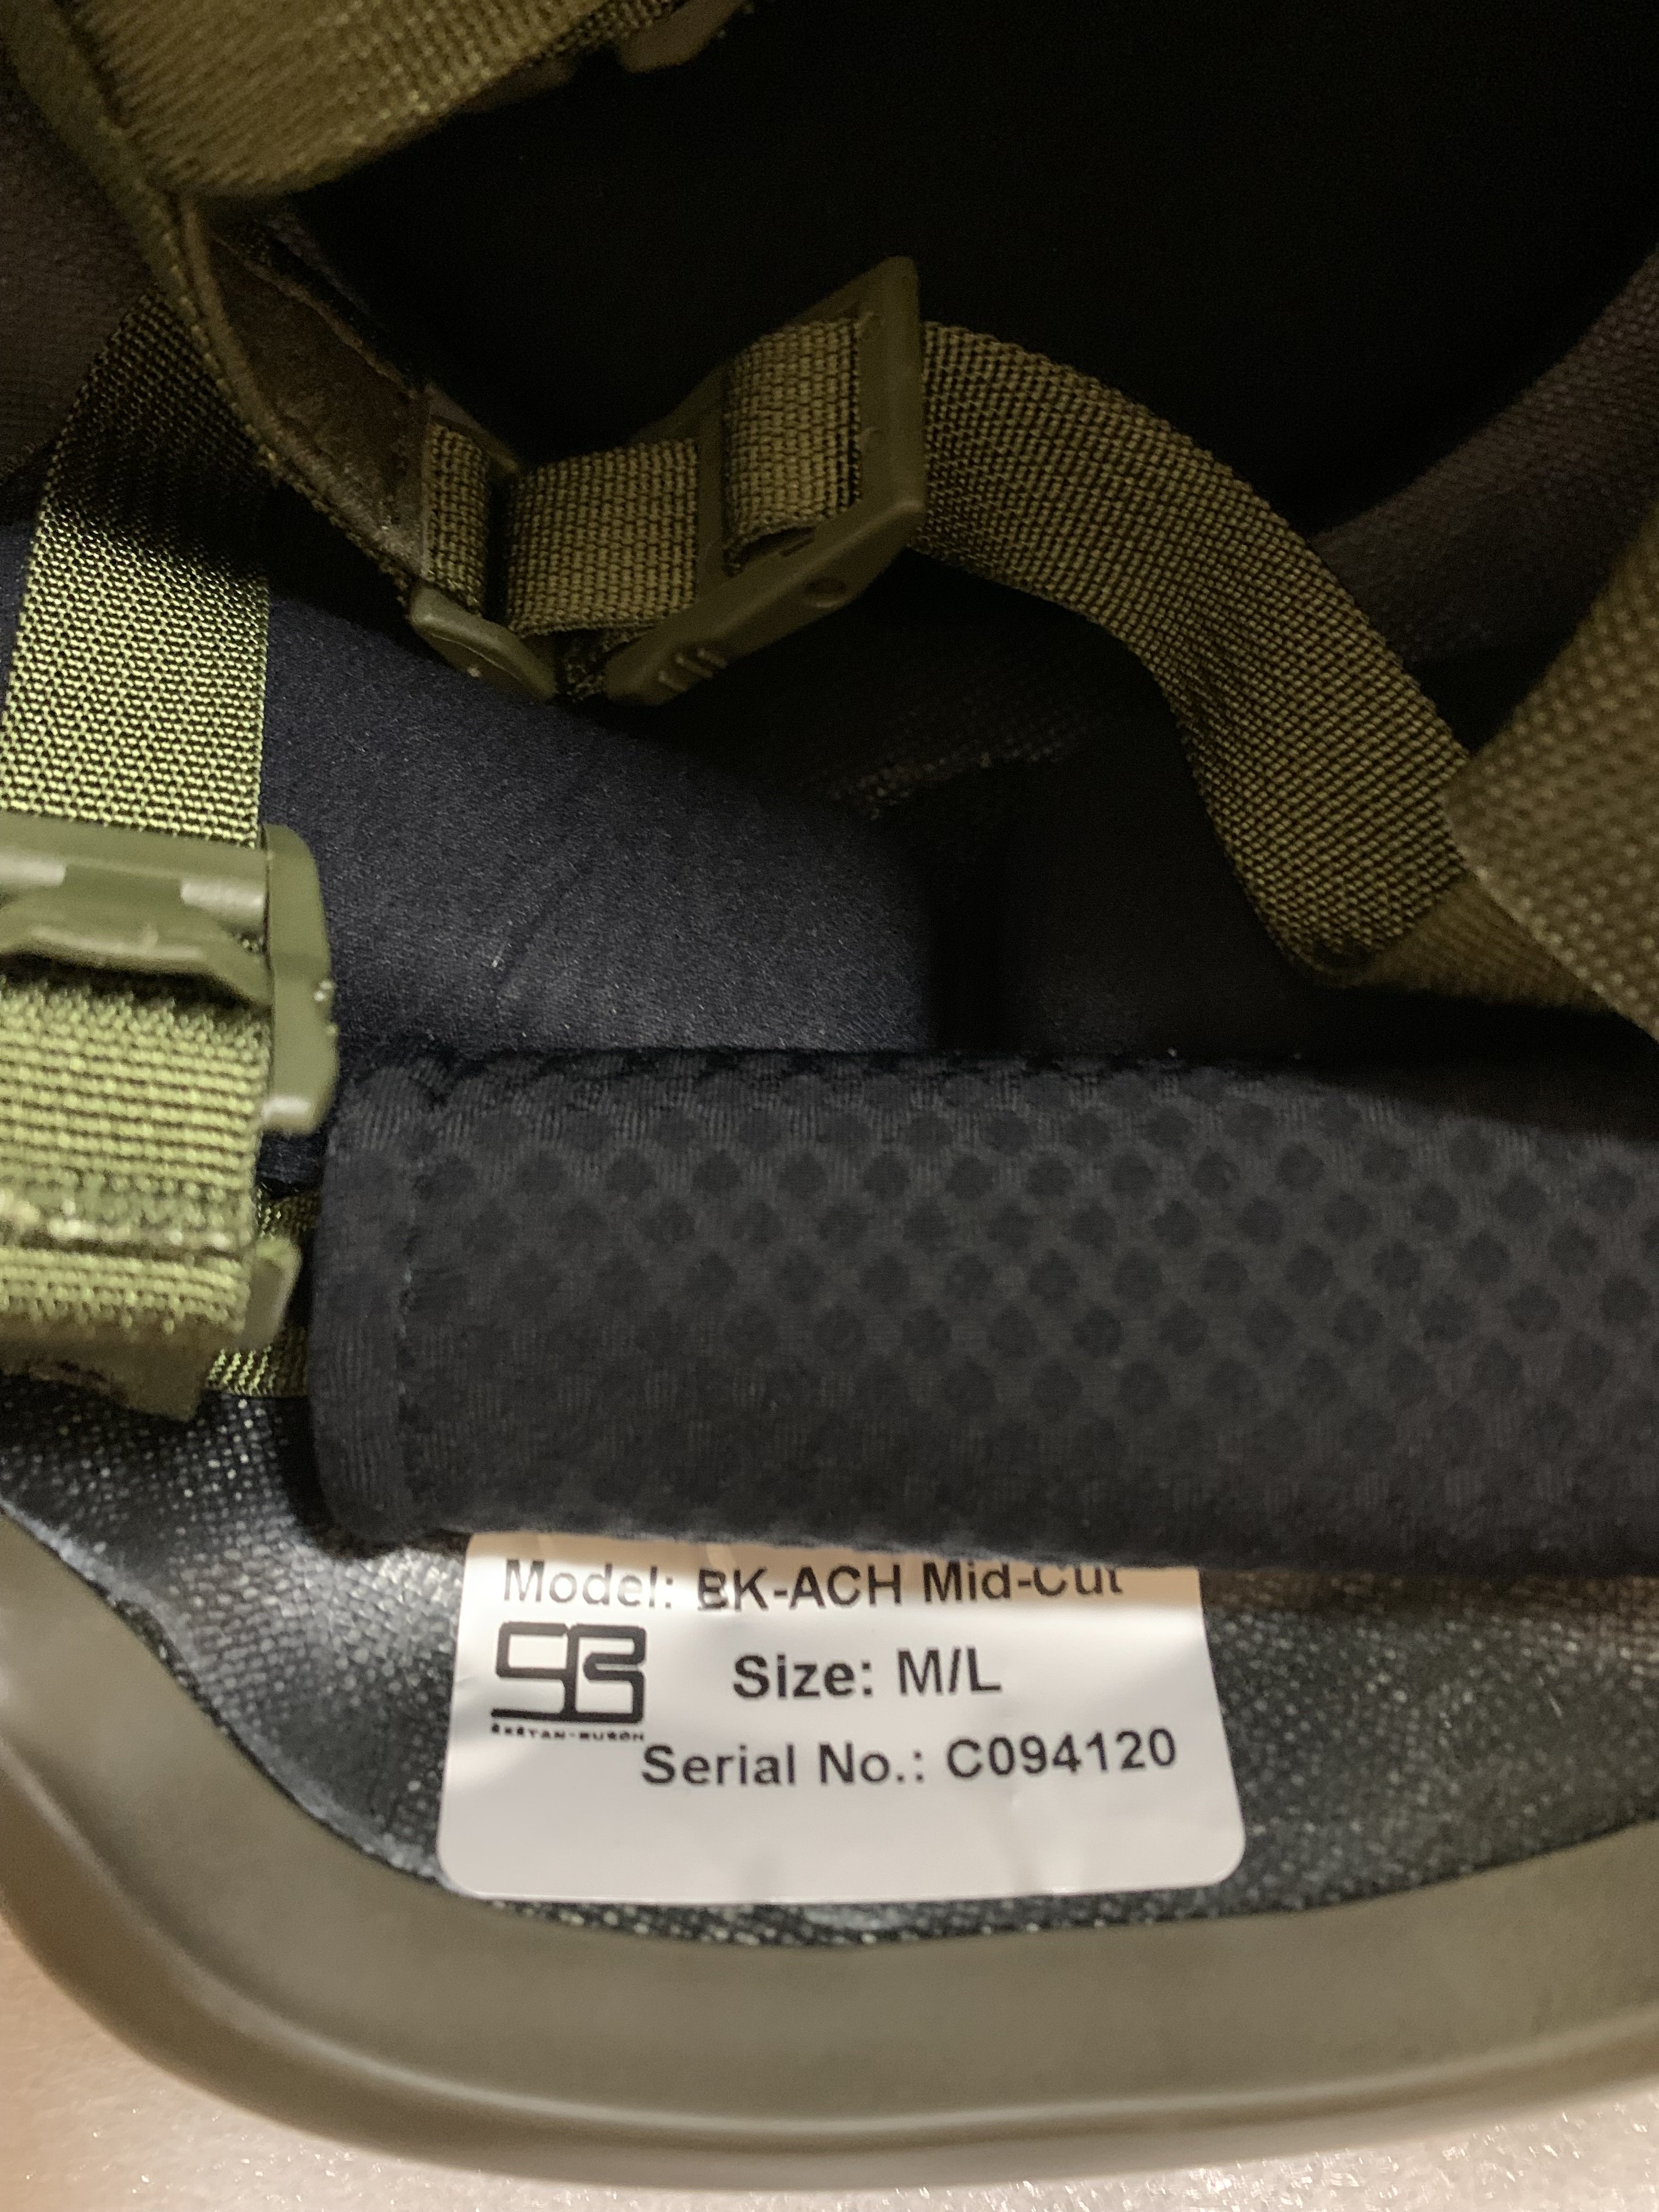 Model: BK-ACH Mid-Cut
Size: M/L
Serial No.: C094120